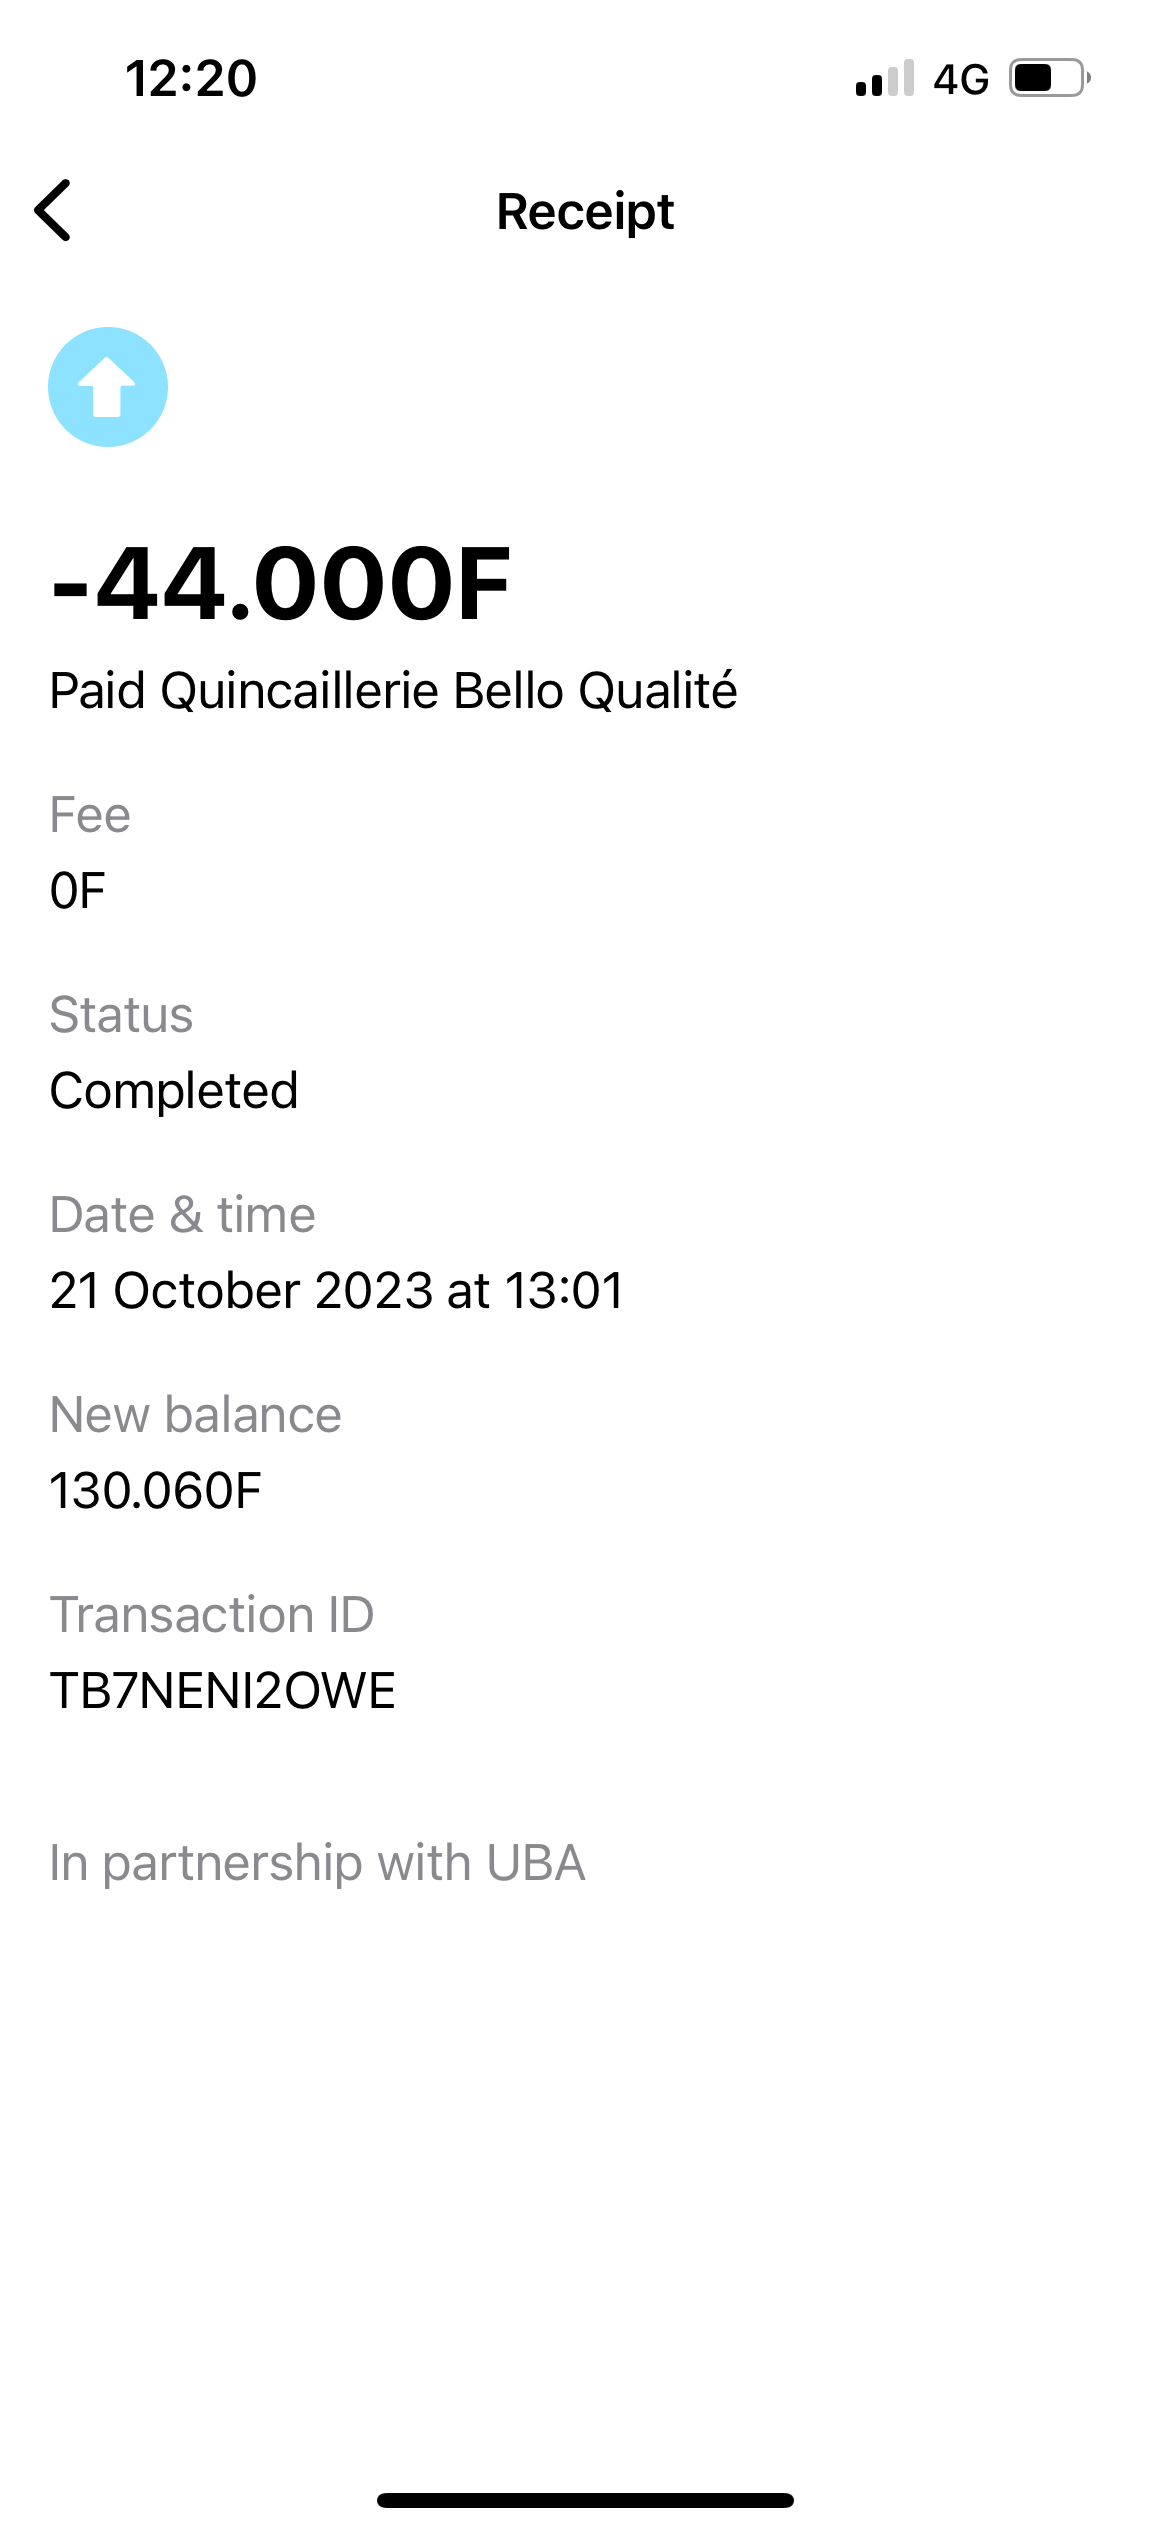 12:20
4G
Receipt
-44.000F
Paid Quincaillerie Bello Qualité
Fee
0F
Status
Completed
Date & time
21 October 2023 at 13:01
New balance
130.060F
Transaction ID
TB7NENI2OWE
In partnership with UBA